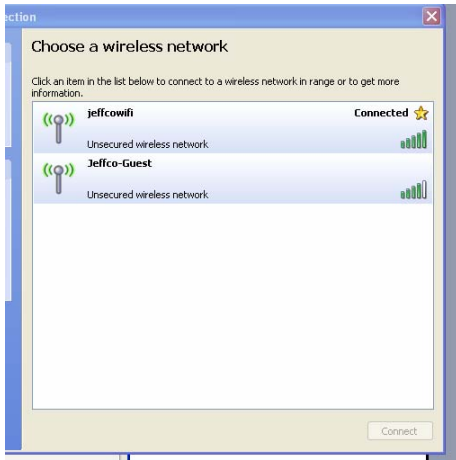 ection
Choose a wireless network
Click an item in the list below to connect to a wireless network in range or to get more
information.
jeffcowifi Connected
Unsecured wireless network
Jeffco-Guest
Unsecured wireless network
Connect